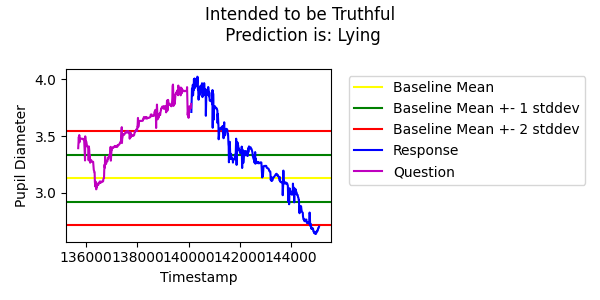 Intended to be Truthful
Prediction is: Lying
4.0
3.5
3.0
Pupil Diameter
136000
138000
140000
142000
144000
Timestamp
Baseline Mean
Baseline Mean +- 1 stddev
Baseline Mean +- 2 stddev
Response
Question